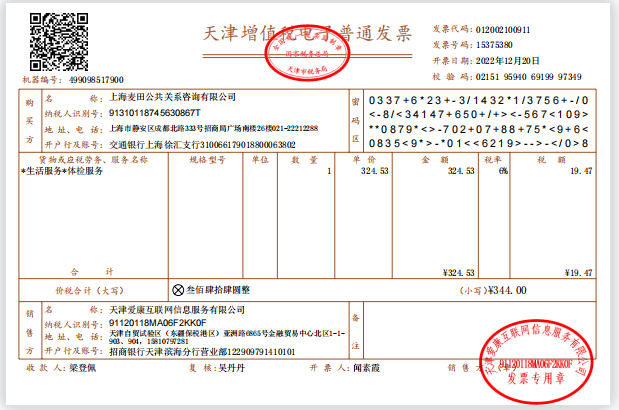 天津增值税电子普通发票
全国统一发票监制章
国家税务总局
天津市税务局
机器编号: 499098517900
发票代码: 012002100911
发票号码: 15375380
开票日期: 2022年12月20日
校 验 码: 02151 95940 69199 97349
购买方
名 称: 上海麦田公共关系咨询有限公司
纳税人识别号: 91310118745630867T
地 址、电 话: 上海市静安区成都北路333号招商局广场南楼26楼021-22212288
开户行及账号: 交通银行上海 徐汇支行310066179018800063802
密码区
0337+6*23+-3/1432*1/3756+-/0
<-8/<34147+650+/+><-567<109>
**0879*<>-702+07+88+75*<9+6<
0835<9*>-*01<<6219>-->-</0>8
货物或应税劳务、服务名称 规格型号 单位 数 量 单 价 金 额 税率 税 额
*生活服务*体检服务 1 324.53 324.53 6% 19.47
合 计 ¥324.53 ¥19.47
价税合计（大写） ⊗叁佰肆拾肆圆整 (小写)¥344.00
销售方
名 称: 天津爱康互联网信息服务有限公司
纳税人识别号: 91120118MA06F2KK0F
地 址、电 话: 天津自贸试验区（东疆保税港区）亚洲路6865号金融贸易中心北区1-1-
903、904，15810797281
开户行及账号: 招商银行天津滨海分行营业部122909791410101
备注
收 款 人: 梁登佩 复 核: 吴丹丹 开 票 人: 闻素霞 销 售 方:
天津爱康互联网信息服务有限公司
91120118MA06F2KK0F
发票专用章